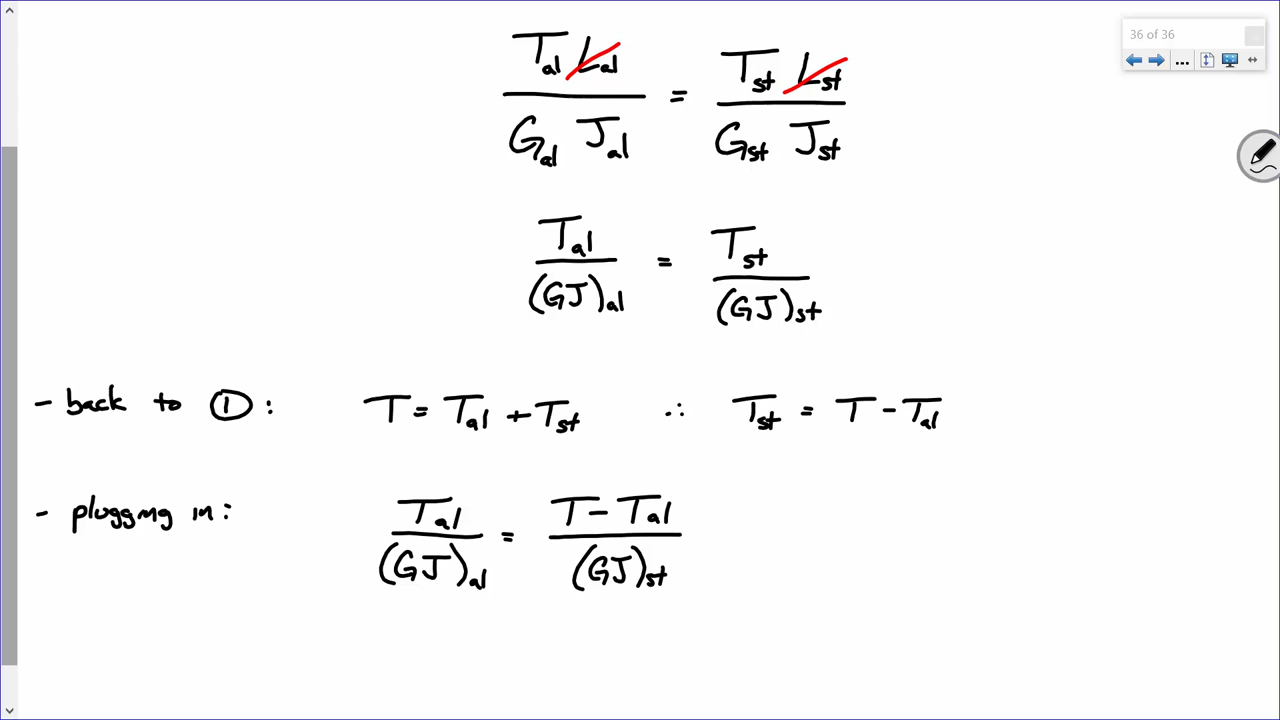 36 of 36
T_al L_al / G_al J_al = T_st L_st / G_st J_st
T_al / (GJ)_al = T_st / (GJ)_st
- back to ① : T = T_al + T_st ∴ T_st = T - T_al
- plugging in : T_al / (GJ)_al = T - T_al / (GJ)_st